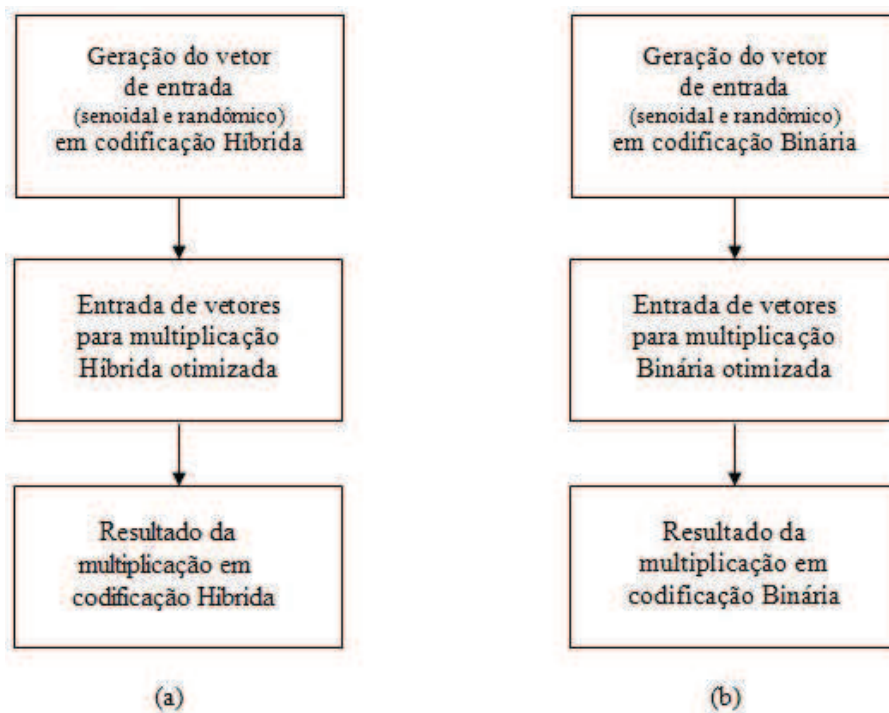 Geração do vetor
de entrada
(senoidal e randômico)
em codificação Híbrida
Entrada de vetores
para multiplicação
Híbrida otimizada
Resultado da
multiplicação em
codificação Híbrida
(a)
Geração do vetor
de entrada
(senoidal e randômico)
em codificação Binária
Entrada de vetores
para multiplicação
Binária otimizada
Resultado da
multiplicação em
codificação Binária
(b)